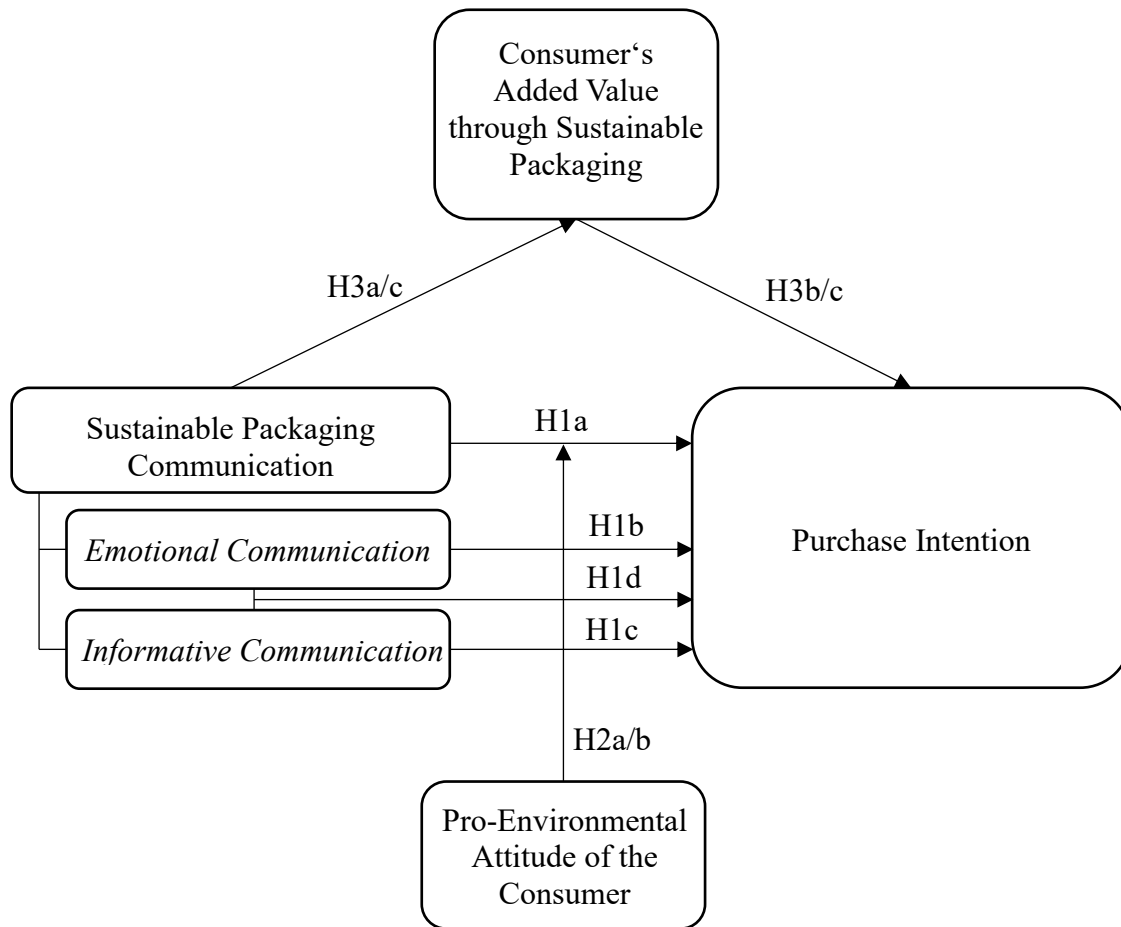 Consumer‘s
Added Value
through Sustainable
Packaging
H3a/c
H3b/c
Sustainable Packaging
Communication
H1a
Emotional Communication
H1b
H1d
Informative Communication
H1c
Purchase Intention
H2a/b
Pro-Environmental
Attitude of the
Consumer